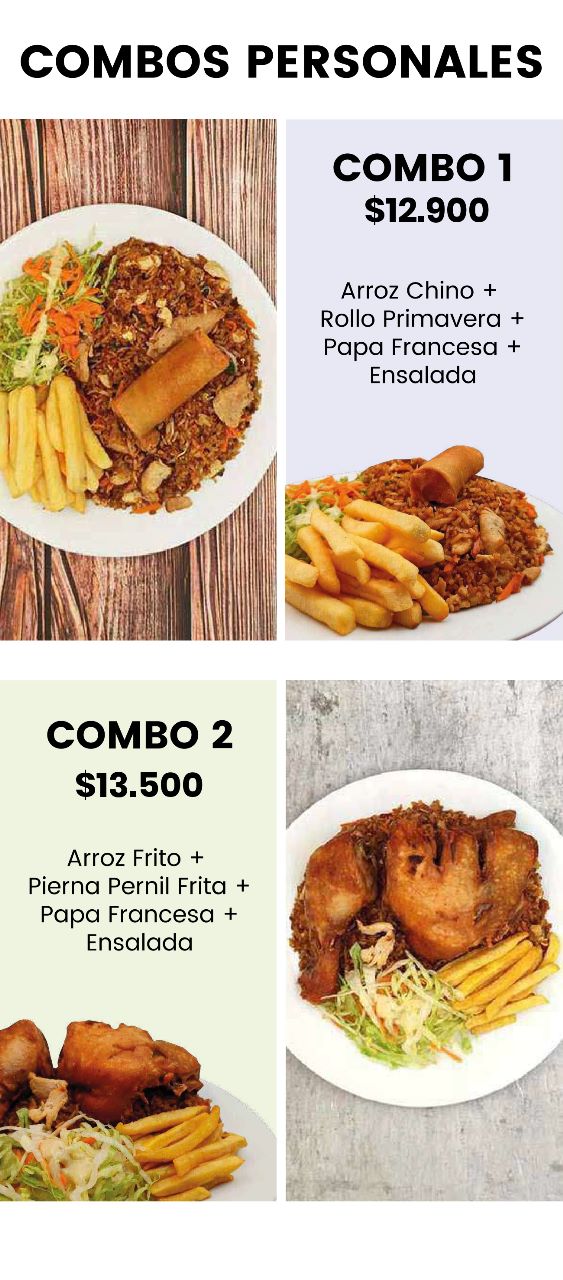 COMBOS PERSONALES
COMBO 1
$12.900
Arroz Chino +
Rollo Primavera +
Papa Francesa +
Ensalada
COMBO 2
$13.500
Arroz Frito +
Pierna Pernil Frita +
Papa Francesa +
Ensalada